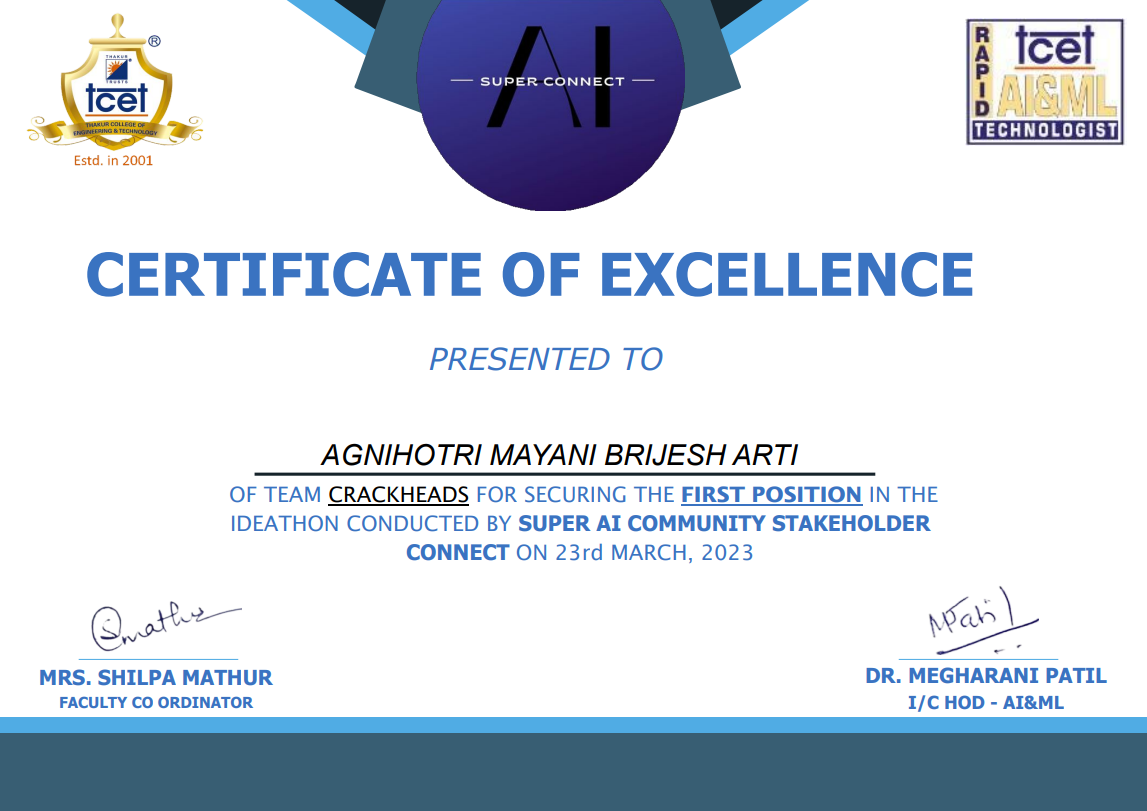 THAKUR
TRUSTS
tcet
THAKUR COLLEGE OF
ENGINEERING & TECHNOLOGY
®
Estd. in 2001
AI
SUPER CONNECT
RAPID
tcet
AI&ML
TECHNOLOGIST
CERTIFICATE OF EXCELLENCE
PRESENTED TO
AGNIHOTRI MAYANI BRIJESH ARTI
OF TEAM CRACKHEADS FOR SECURING THE FIRST POSITION IN THE
IDEATHON CONDUCTED BY SUPER AI COMMUNITY STAKEHOLDER
CONNECT ON 23rd MARCH, 2023
Smathur
MPatil
MRS. SHILPA MATHUR
FACULTY CO ORDINATOR
DR. MEGHARANI PATIL
I/C HOD - AI&ML